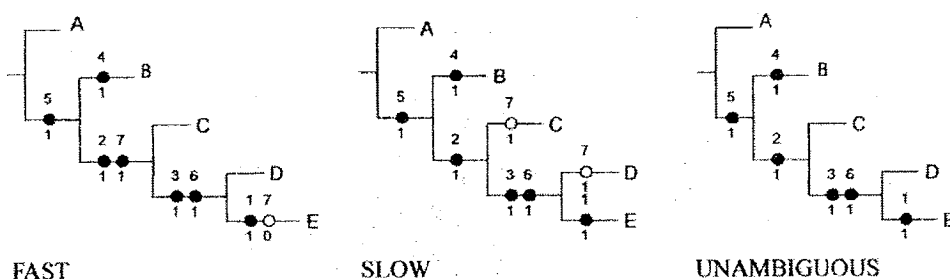 A A A
4 4 4
B B B
1 1 1
5 5 5
7
1 1 1
C C C
2 7 2 2
1
1 1 1 1
7
D D D
3 6 3 6 3 6
1 1 1 1 1 1
1
1 7 1 1
E E E
1 0 1 1
FAST SLOW UNAMBIGUOUS